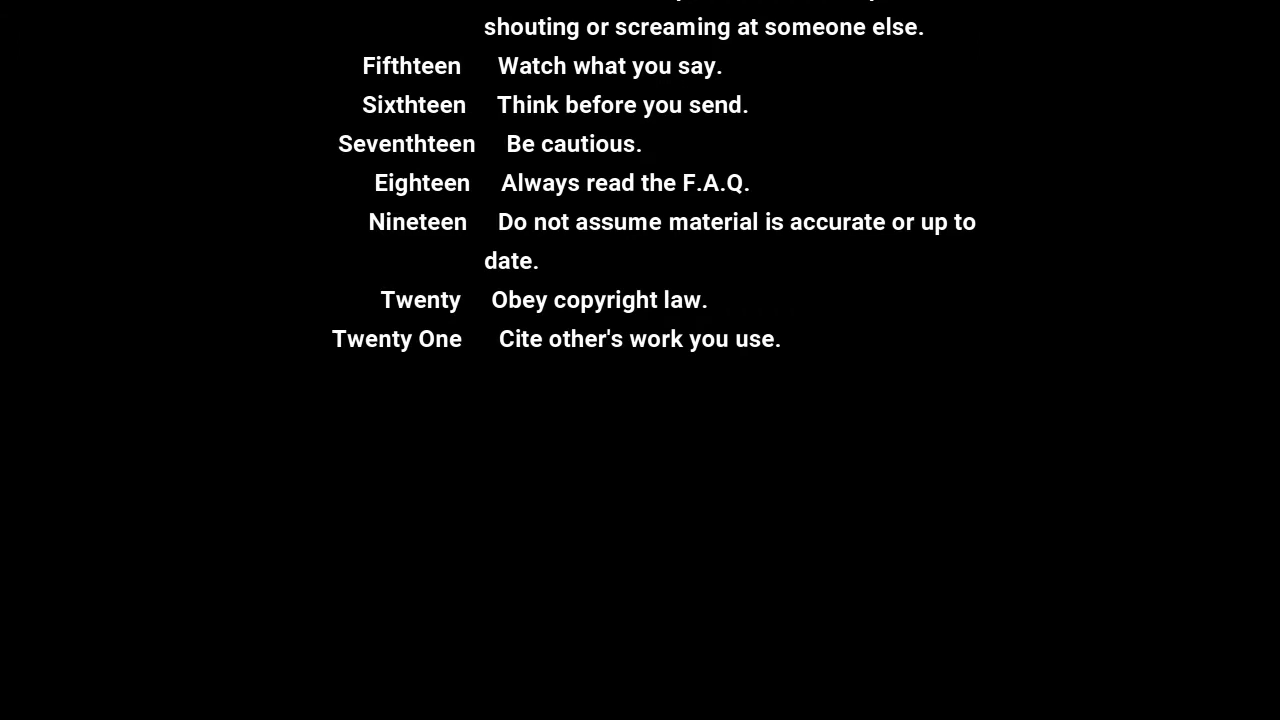 shouting or screaming at someone else.
Fifthteen Watch what you say.
Sixthteen Think before you send.
Seventhteen Be cautious.
Eighteen Always read the F.A.Q.
Nineteen Do not assume material is accurate or up to
date.
Twenty Obey copyright law.
Twenty One Cite other's work you use.